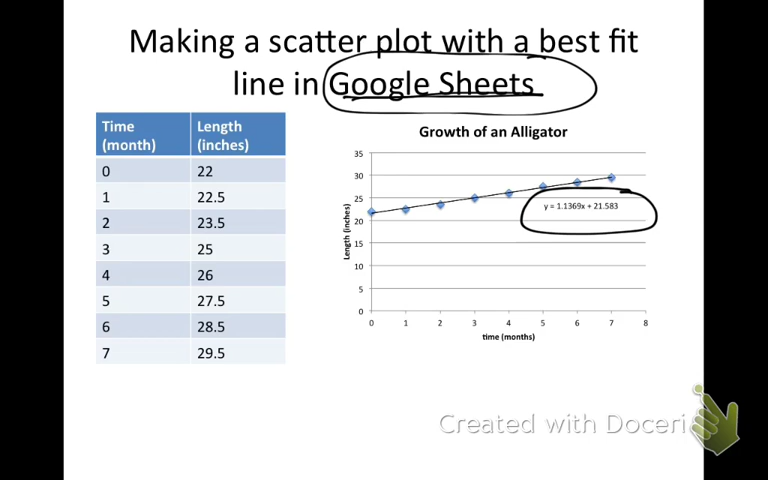 Making a scatter plot with a best fit
line in Google Sheets
Time
(month)
Length
(inches)
0 22
1 22.5
2 23.5
3 25
4 26
5 27.5
6 28.5
7 29.5
Growth of an Alligator
35
30
25
20
15
10
5
0
Length (inches)
y = 1.1369x + 21.583
0 1 2 3 4 5 6 7 8
time (months)
Created with Doceri